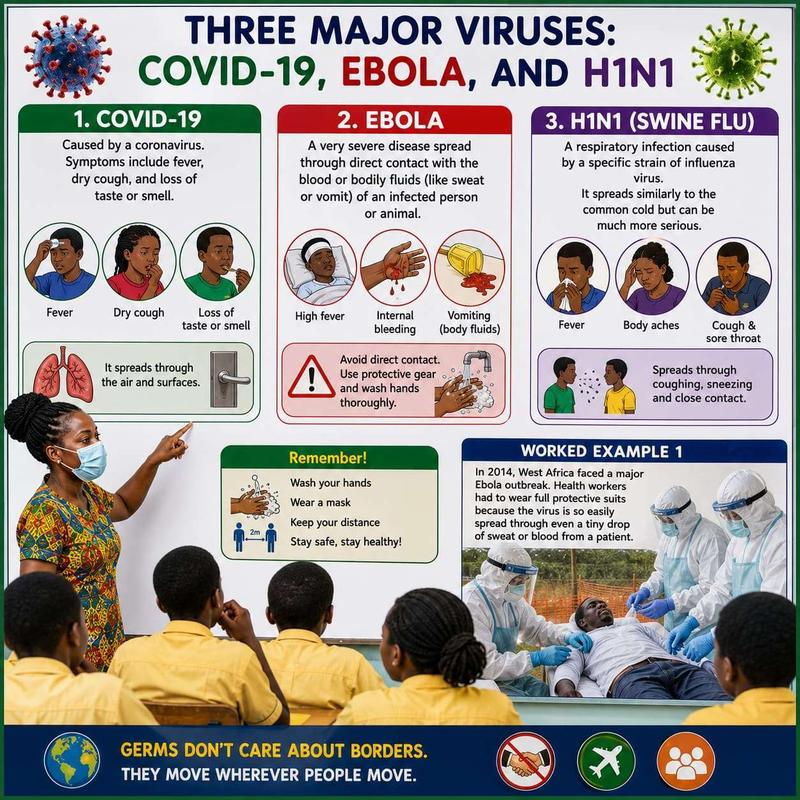 THREE MAJOR VIRUSES:
COVID-19, EBOLA, AND H1N1
1. COVID-19
Caused by a coronavirus.
Symptoms include fever,
dry cough, and loss of
taste or smell.
Fever
Dry cough
Loss of
taste or smell
It spreads through
the air and surfaces.
2. EBOLA
A very severe disease spread
through direct contact with the
blood or bodily fluids (like sweat
or vomit) of an infected person
or animal.
High fever
Internal
bleeding
Vomiting
(body fluids)
Avoid direct contact.
Use protective gear
and wash hands
thoroughly.
3. H1N1 (SWINE FLU)
A respiratory infection caused
by a specific strain of influenza
virus.
It spreads similarly to the
common cold but can be
much more serious.
Fever
Body aches
Cough &
sore throat
Spreads through
coughing, sneezing
and close contact.
Remember!
Wash your hands
Wear a mask
Keep your distance
2m
Stay safe, stay healthy!
WORKED EXAMPLE 1
In 2014, West Africa faced a major
Ebola outbreak. Health workers
had to wear full protective suits
because the virus is so easily
spread through even a tiny drop
of sweat or blood from a patient.
GERMS DON'T CARE ABOUT BORDERS.
THEY MOVE WHEREVER PEOPLE MOVE.